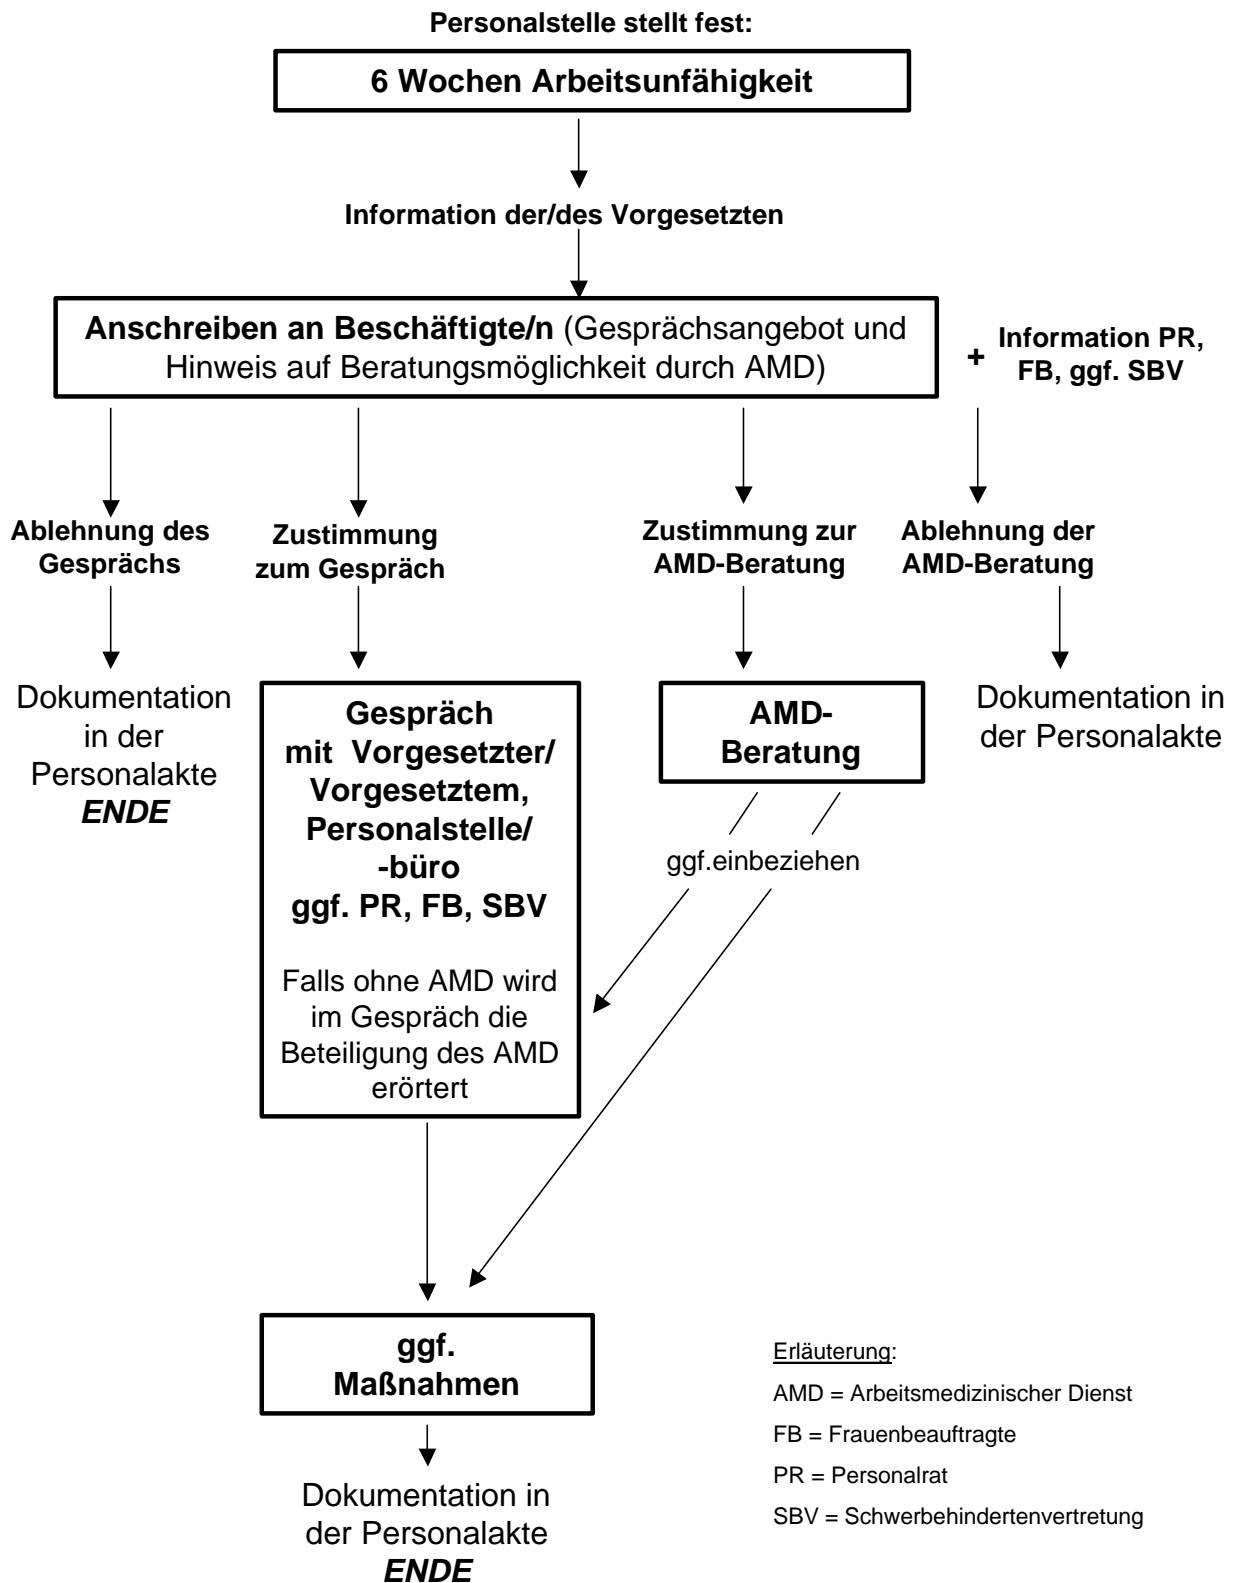 Personalstelle stellt fest:
6 Wochen Arbeitsunfähigkeit
Information der/des Vorgesetzten
Anschreiben an Beschäftigte/n (Gesprächsangebot und
Hinweis auf Beratungsmöglichkeit durch AMD)
+ Information PR,
FB, ggf. SBV
Ablehnung des
Gesprächs
Zustimmung
zum Gespräch
Zustimmung zur
AMD-Beratung
Ablehnung der
AMD-Beratung
Dokumentation
in der
Personalakte
ENDE
Gespräch
mit Vorgesetzter/
Vorgesetztem,
Personalstelle/
-büro
ggf. PR, FB, SBV
Falls ohne AMD wird
im Gespräch die
Beteiligung des AMD
erörtert
AMD-
Beratung
Dokumentation in
der Personalakte
ggf.einbeziehen
ggf.
Maßnahmen
Dokumentation in
der Personalakte
ENDE
Erläuterung:
AMD = Arbeitsmedizinischer Dienst
FB = Frauenbeauftragte
PR = Personalrat
SBV = Schwerbehindertenvertretung